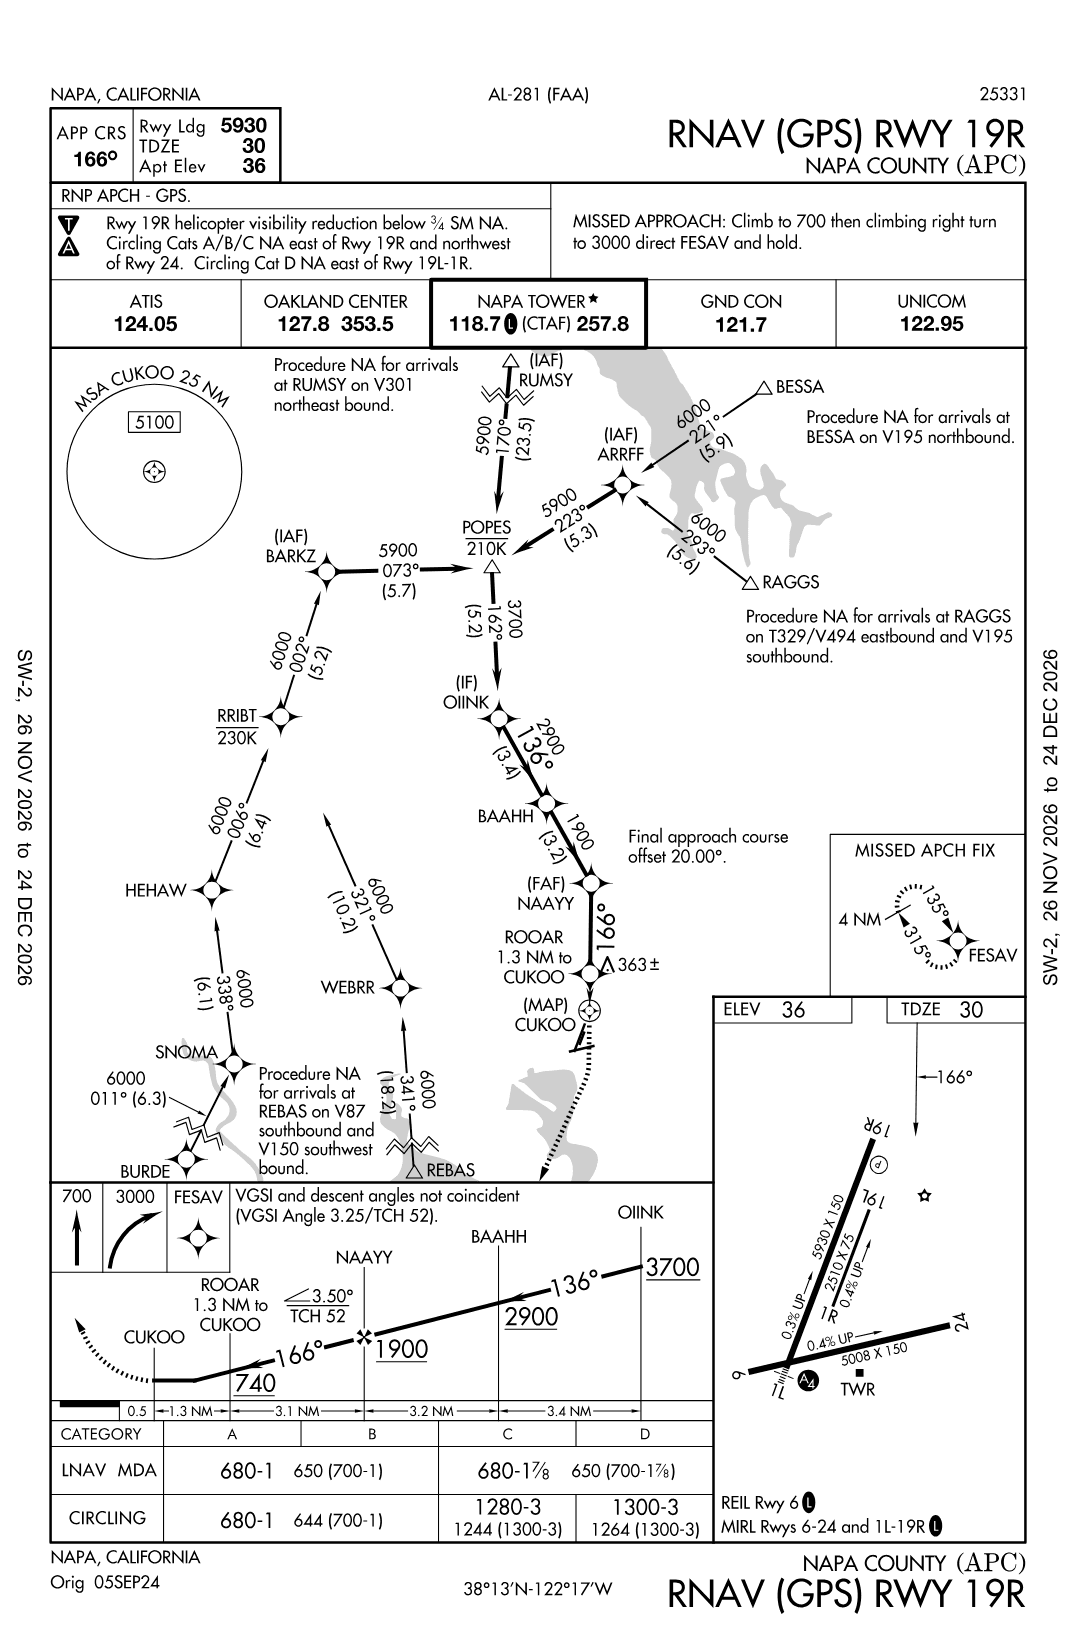 NAPA, CALIFORNIA
AL-281 (FAA)
25331
APP CRS
166°
Rwy Ldg 5930
TDZE 30
Apt Elev 36
RNAV (GPS) RWY 19R
NAPA COUNTY (APC)
RNP APCH - GPS.
T
A
Rwy 19R helicopter visibility reduction below ¾ SM NA.
Circling Cats A/B/C NA east of Rwy 19R and northwest
of Rwy 24. Circling Cat D NA east of Rwy 19L-1R.
MISSED APPROACH: Climb to 700 then climbing right turn
to 3000 direct FESAV and hold.
ATIS
124.05
OAKLAND CENTER
127.8 353.5
NAPA TOWER★
118.7 L (CTAF) 257.8
GND CON
121.7
UNICOM
122.95
MSA CUKOO 25 NM
5100
Procedure NA for arrivals
at RUMSY on V301
northeast bound.
(IAF)
RUMSY
5900
170°
(23.5)
BESSA
6000
221°
(5.9)
Procedure NA for arrivals at
BESSA on V195 northbound.
(IAF)
ARRFF
5900
223°
(5.3)
6000
293°
(5.6)
RAGGS
Procedure NA for arrivals at RAGGS
on T329/V494 eastbound and V195
southbound.
POPES
210K
(IAF)
BARKZ
5900
073°
(5.7)
3700
162°
(5.2)
6000
002°
(5.2)
(IF)
OIINK
RRIBT
230K
2900
136°
(3.4)
6000
006°
(6.4)
BAAHH
1900
(3.2)
Final approach course
offset 20.00°.
HEHAW
6000
321°
(10.2)
(FAF)
NAAYY
166°
ROOAR
1.3 NM to
CUKOO
363±
(MAP)
CUKOO
MISSED APCH FIX
4 NM
135°
315°
FESAV
6000
338°
(6.1)
WEBRR
SNOMA
6000
011° (6.3)
BURDE
Procedure NA
for arrivals at
REBAS on V87
southbound and
V150 southwest
bound.
6000
341°
(18.2)
REBAS
ELEV 36
TDZE 30
166°
19R
P
19L
5930 X 150
2510 X 75
0.3% UP
0.4% UP
1R
0.4% UP
5008 X 150
24
6
1L
A4
TWR
REIL Rwy 6 L
MIRL Rwys 6-24 and 1L-19R L
700
3000
FESAV
VGSI and descent angles not coincident
(VGSI Angle 3.25/TCH 52).
OIINK
BAAHH
NAAYY
ROOAR
1.3 NM to
CUKOO
CUKOO
3.50°
TCH 52
136°
3700
2900
166°
1900
740
0.5
1.3 NM
3.1 NM
3.2 NM
3.4 NM
CATEGORY A B C D
LNAV MDA 680-1 650 (700-1) 680-1⅞ 650 (700-1⅞)
CIRCLING 680-1 644 (700-1) 1280-3 1244 (1300-3) 1300-3 1264 (1300-3)
NAPA, CALIFORNIA
Orig 05SEP24
38°13'N-122°17'W
NAPA COUNTY (APC)
RNAV (GPS) RWY 19R
SW-2, 26 NOV 2026 to 24 DEC 2026
SW-2, 26 NOV 2026 to 24 DEC 2026